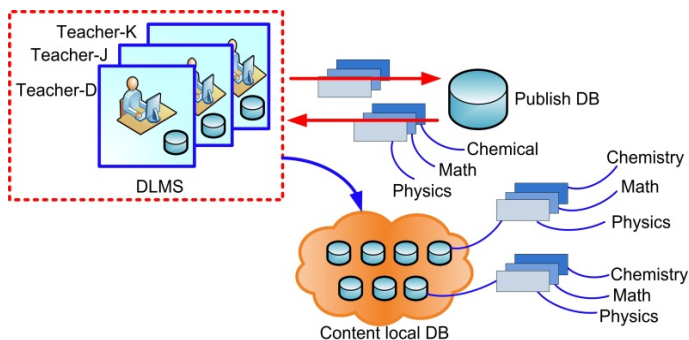 Teacher-K
Teacher-J
Teacher-D
DLMS
Publish DB
Chemical
Math
Physics
Chemistry
Math
Physics
Chemistry
Math
Physics
Content local DB